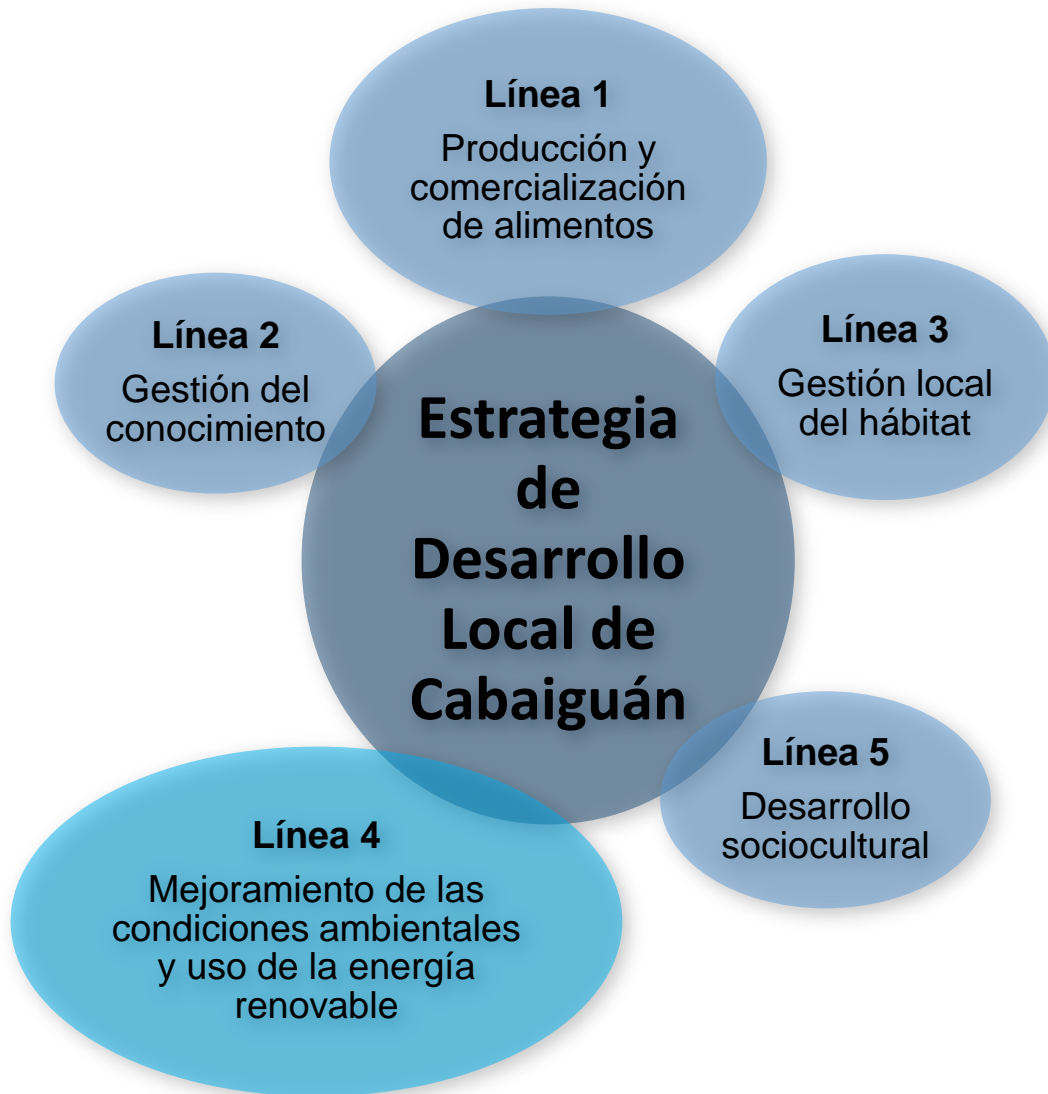 Línea 1
Producción y
comercialización
de alimentos
Línea 2
Gestión del
conocimiento
Línea 3
Gestión local
del hábitat
Estrategia
de
Desarrollo
Local de
Cabaiguán
Línea 5
Desarrollo
sociocultural
Línea 4
Mejoramiento de las
condiciones ambientales
y uso de la energía
renovable